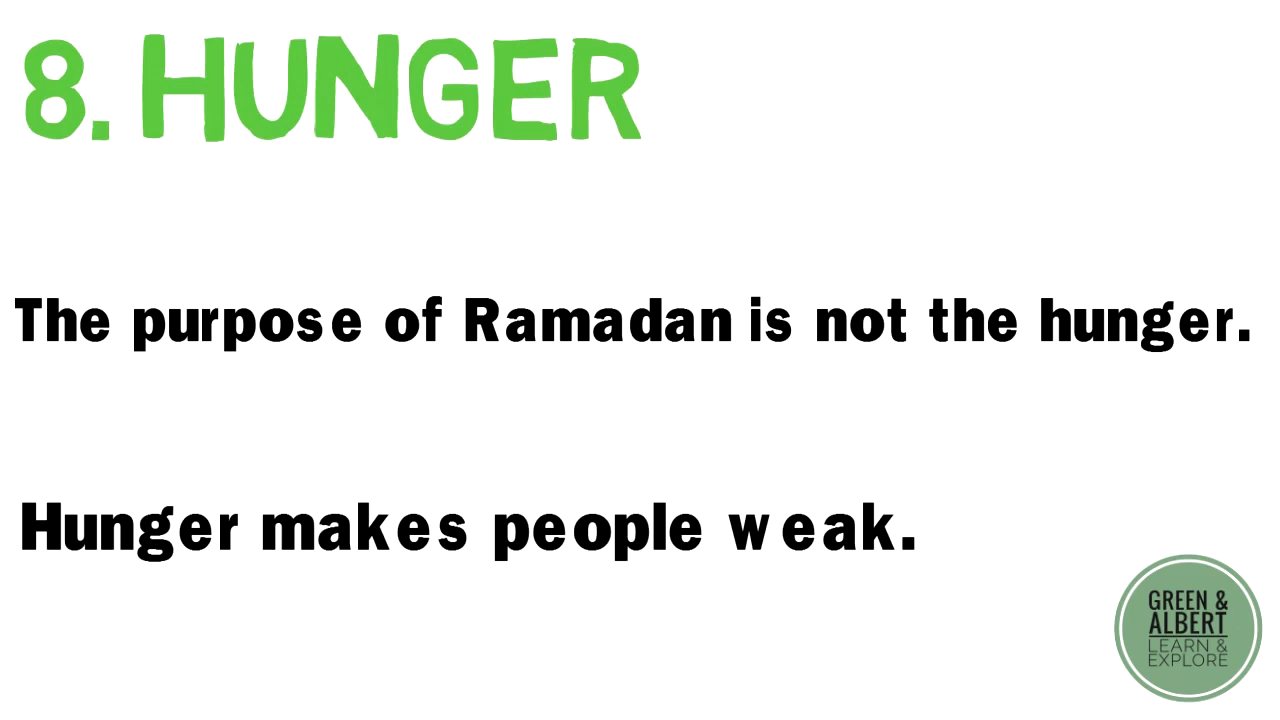 8. HUNGER
The purpose of Ramadan is not the hunger.
Hunger makes people weak.
GREEN &
ALBERT
LEARN &
EXPLORE